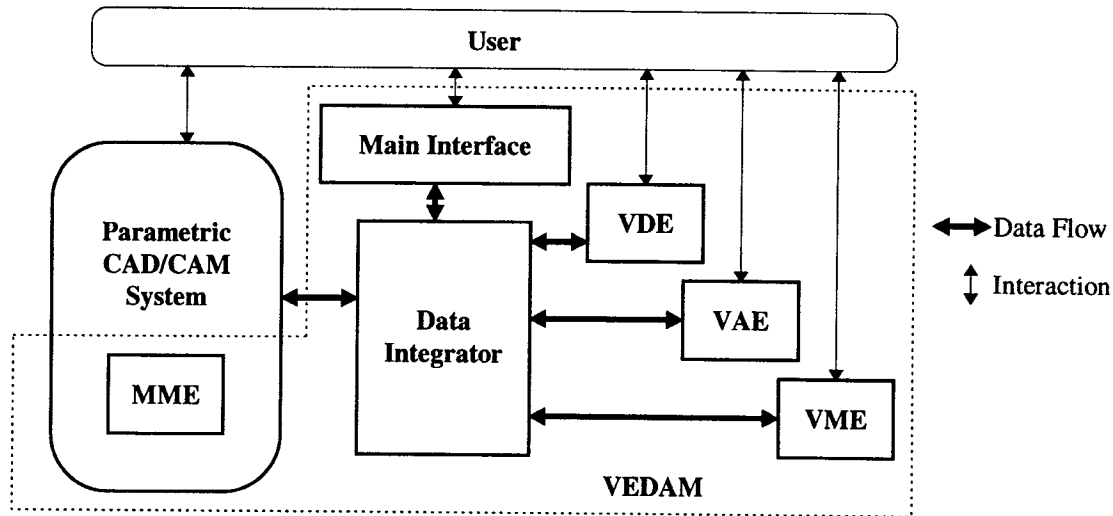 User
Main Interface
Parametric
CAD/CAM
System
VDE
Data Flow
Interaction
Data
Integrator
VAE
MME
VME
VEDAM